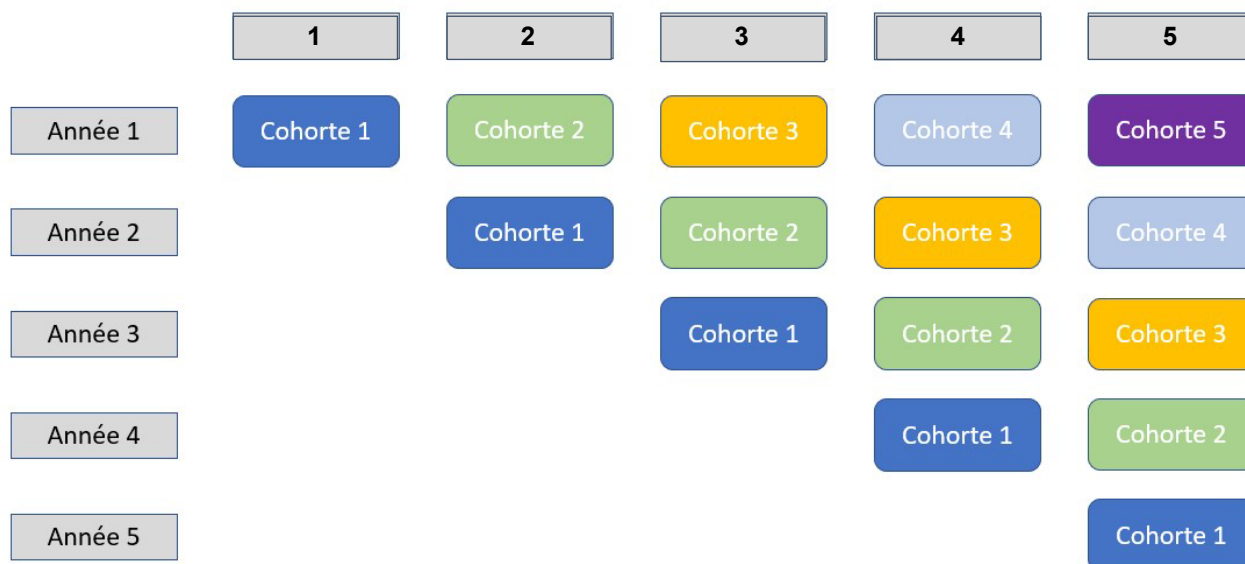 1 2 3 4 5
Année 1 Cohorte 1 Cohorte 2 Cohorte 3 Cohorte 4 Cohorte 5
Année 2 Cohorte 1 Cohorte 2 Cohorte 3 Cohorte 4
Année 3 Cohorte 1 Cohorte 2 Cohorte 3
Année 4 Cohorte 1 Cohorte 2
Année 5 Cohorte 1